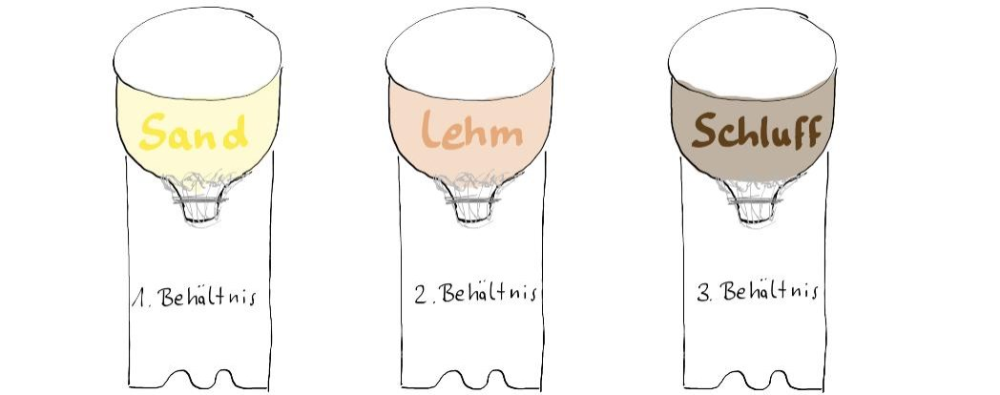 Sand
Lehm
Schluff
1. Behältnis
2. Behältnis
3. Behältnis